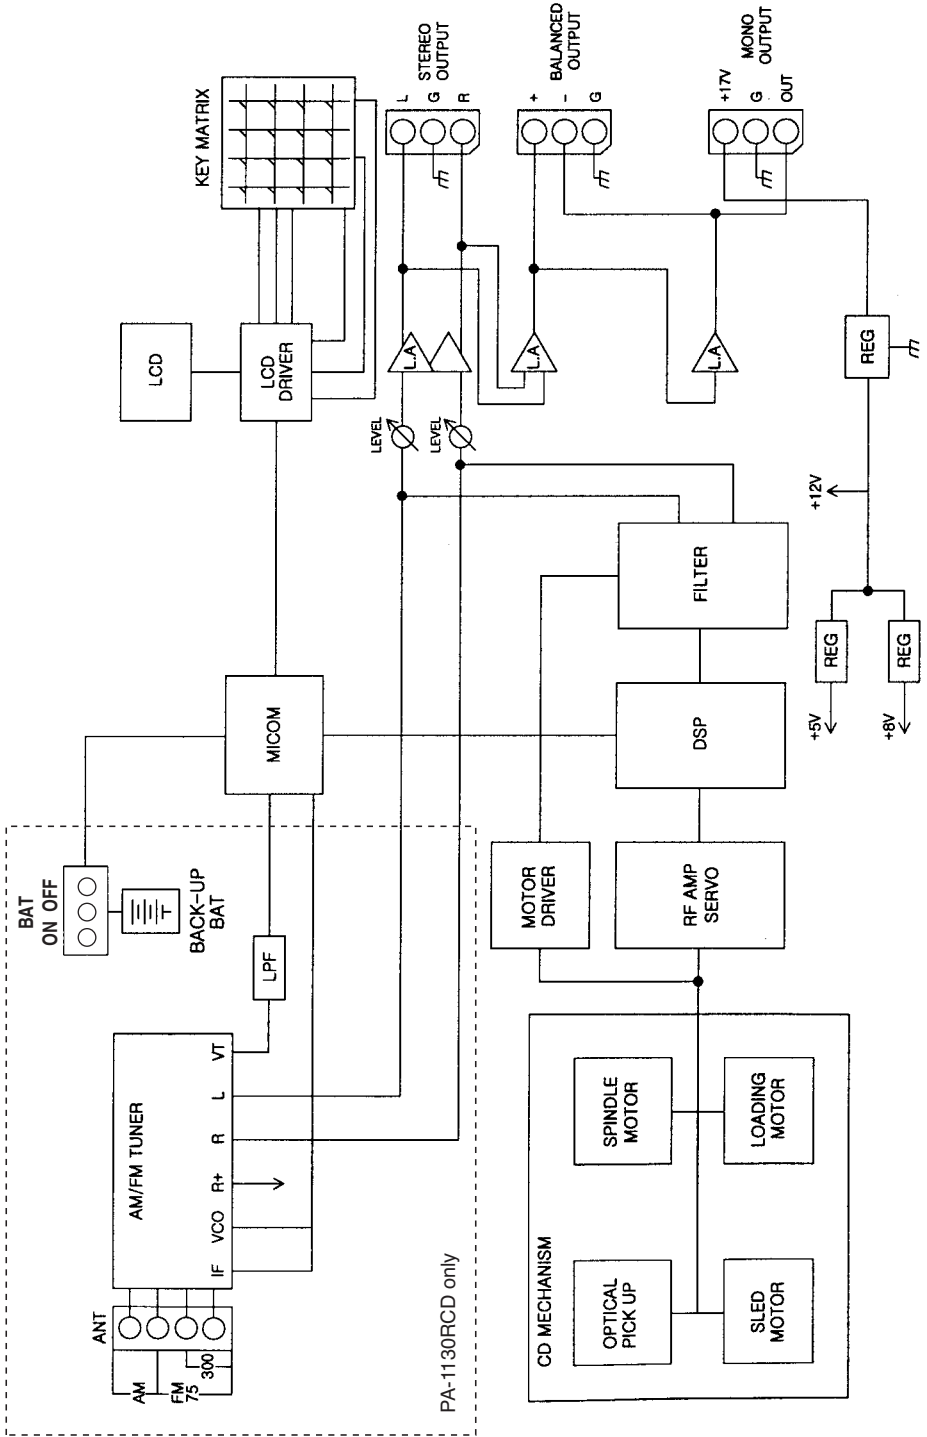 ANT
AM
FM
75
300
AM/FM TUNER
IF
VCO
R+
R
L
VT
LPF
BAT
ON OFF
BACK-UP
BAT
PA-1130RCD only
MICOM
LCD
LCD
DRIVER
KEY MATRIX
LEVEL
LEVEL
L.A
L.A
L.A
STEREO
OUTPUT
L
G
R
BALANCED
OUTPUT
+
−
G
MONO
OUTPUT
+17V
G
OUT
CD MECHANISM
OPTICAL
PICK UP
SPINDLE
MOTOR
SLED
MOTOR
LOADING
MOTOR
MOTOR
DRIVER
RF AMP
SERVO
DSP
FILTER
REG
+12V
REG
+5V
REG
+8V